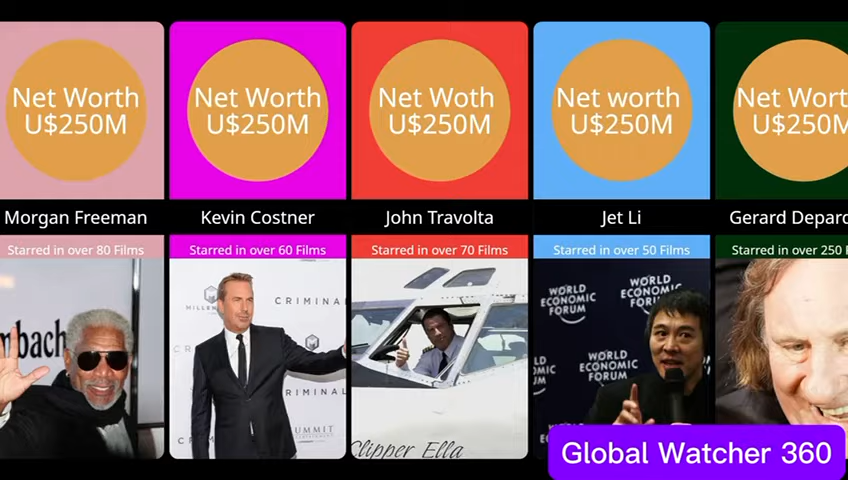 Net Worth
U$250M
Morgan Freeman
Starred in over 80 Films
mbach
Net Worth
U$250M
Kevin Costner
Starred in over 60 Films
CRIMINAL
CRIMINAL
Net Woth
U$250M
John Travolta
Starred in over 70 Films
Clipper Ella
Net worth
U$250M
Jet Li
Starred in over 50 Films
WORLD
ECONOMIC
FORUM
WORLD
ECONOMIC
FORUM
WORLD
ECONOMIC
FORUM
Net Wort
U$250M
Gerard Depard
Starred in over 250 F
Global Watcher 360